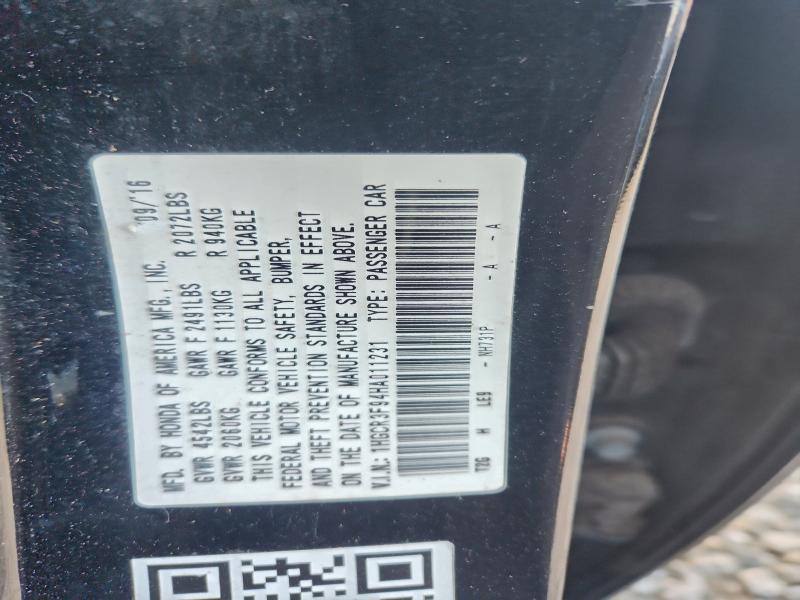 MFD. BY HONDA OF AMERICA MFG., INC. 09/'16
GVWR 4542LBS GAWR F 2491LBS R 2072LBS
GVWR 2060KG GAWR F 1130KG R 940KG
THIS VEHICLE CONFORMS TO ALL APPLICABLE
FEDERAL MOTOR VEHICLE SAFETY, BUMPER,
AND THEFT PREVENTION STANDARDS IN EFFECT
ON THE DATE OF MANUFACTURE SHOWN ABOVE.
V.I.N.: 1HGCR3F94HA011231 TYPE: PASSENGER CAR
T2G M LE9 - NH731P - A - A